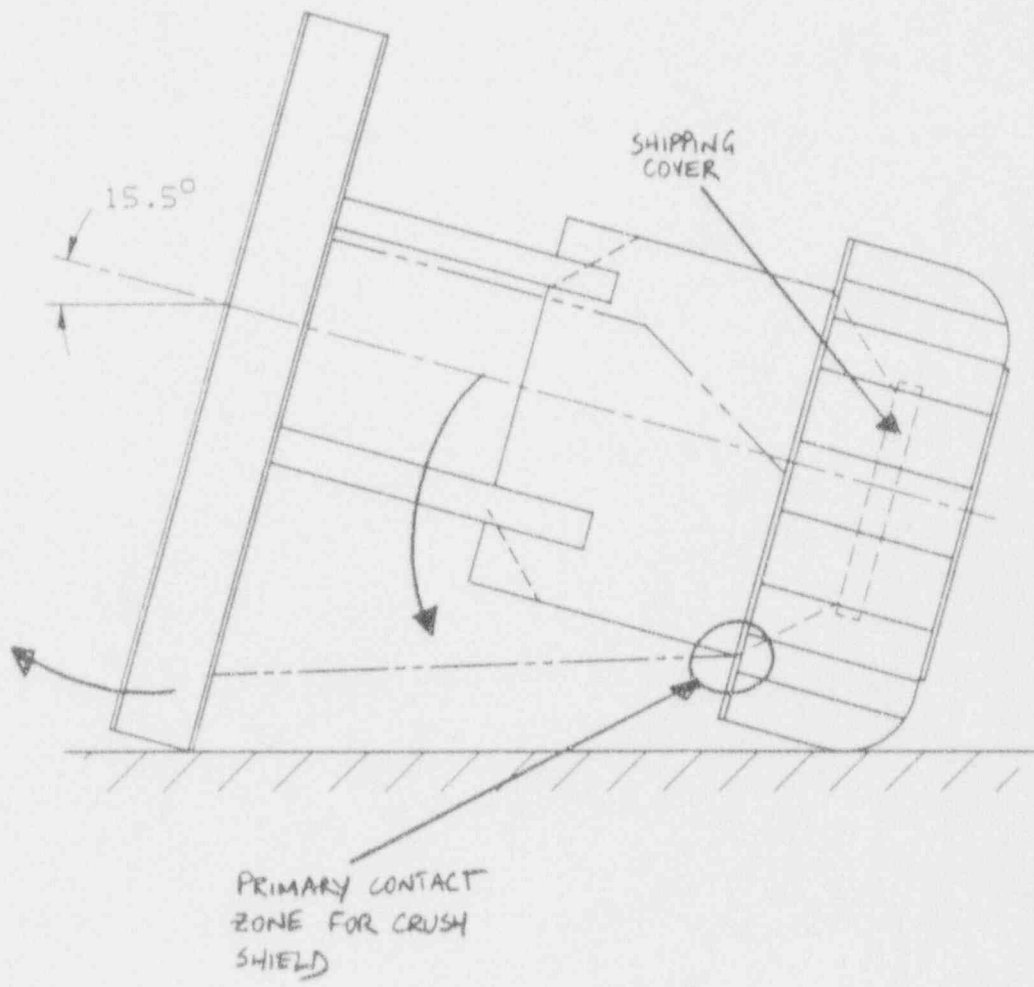 SHIPPING
COVER
15.5°
PRIMARY CONTACT
ZONE FOR CRUSH
SHIELD